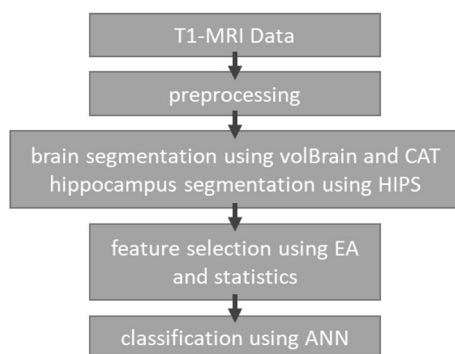 T1-MRI Data
preprocessing
brain segmentation using volBrain and CAT
hippocampus segmentation using HIPS
feature selection using EA
and statistics
classification using ANN